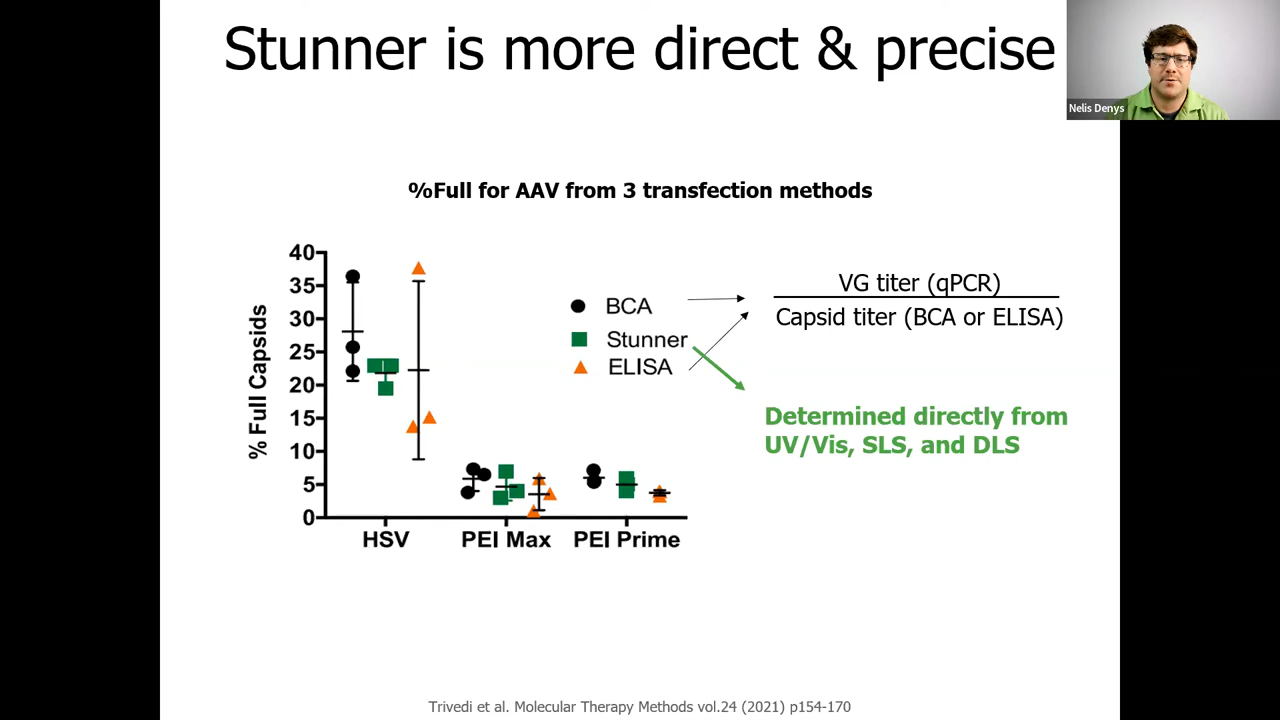 Stunner is more direct & precise
Nelis Denys
%Full for AAV from 3 transfection methods
% Full Capsids
40
35
30
25
20
15
10
5
0
HSV
PEI Max
PEI Prime
BCA
Stunner
ELISA
VG titer (qPCR)
Capsid titer (BCA or ELISA)
Determined directly from
UV/Vis, SLS, and DLS
Trivedi et al. Molecular Therapy Methods vol.24 (2021) p154-170